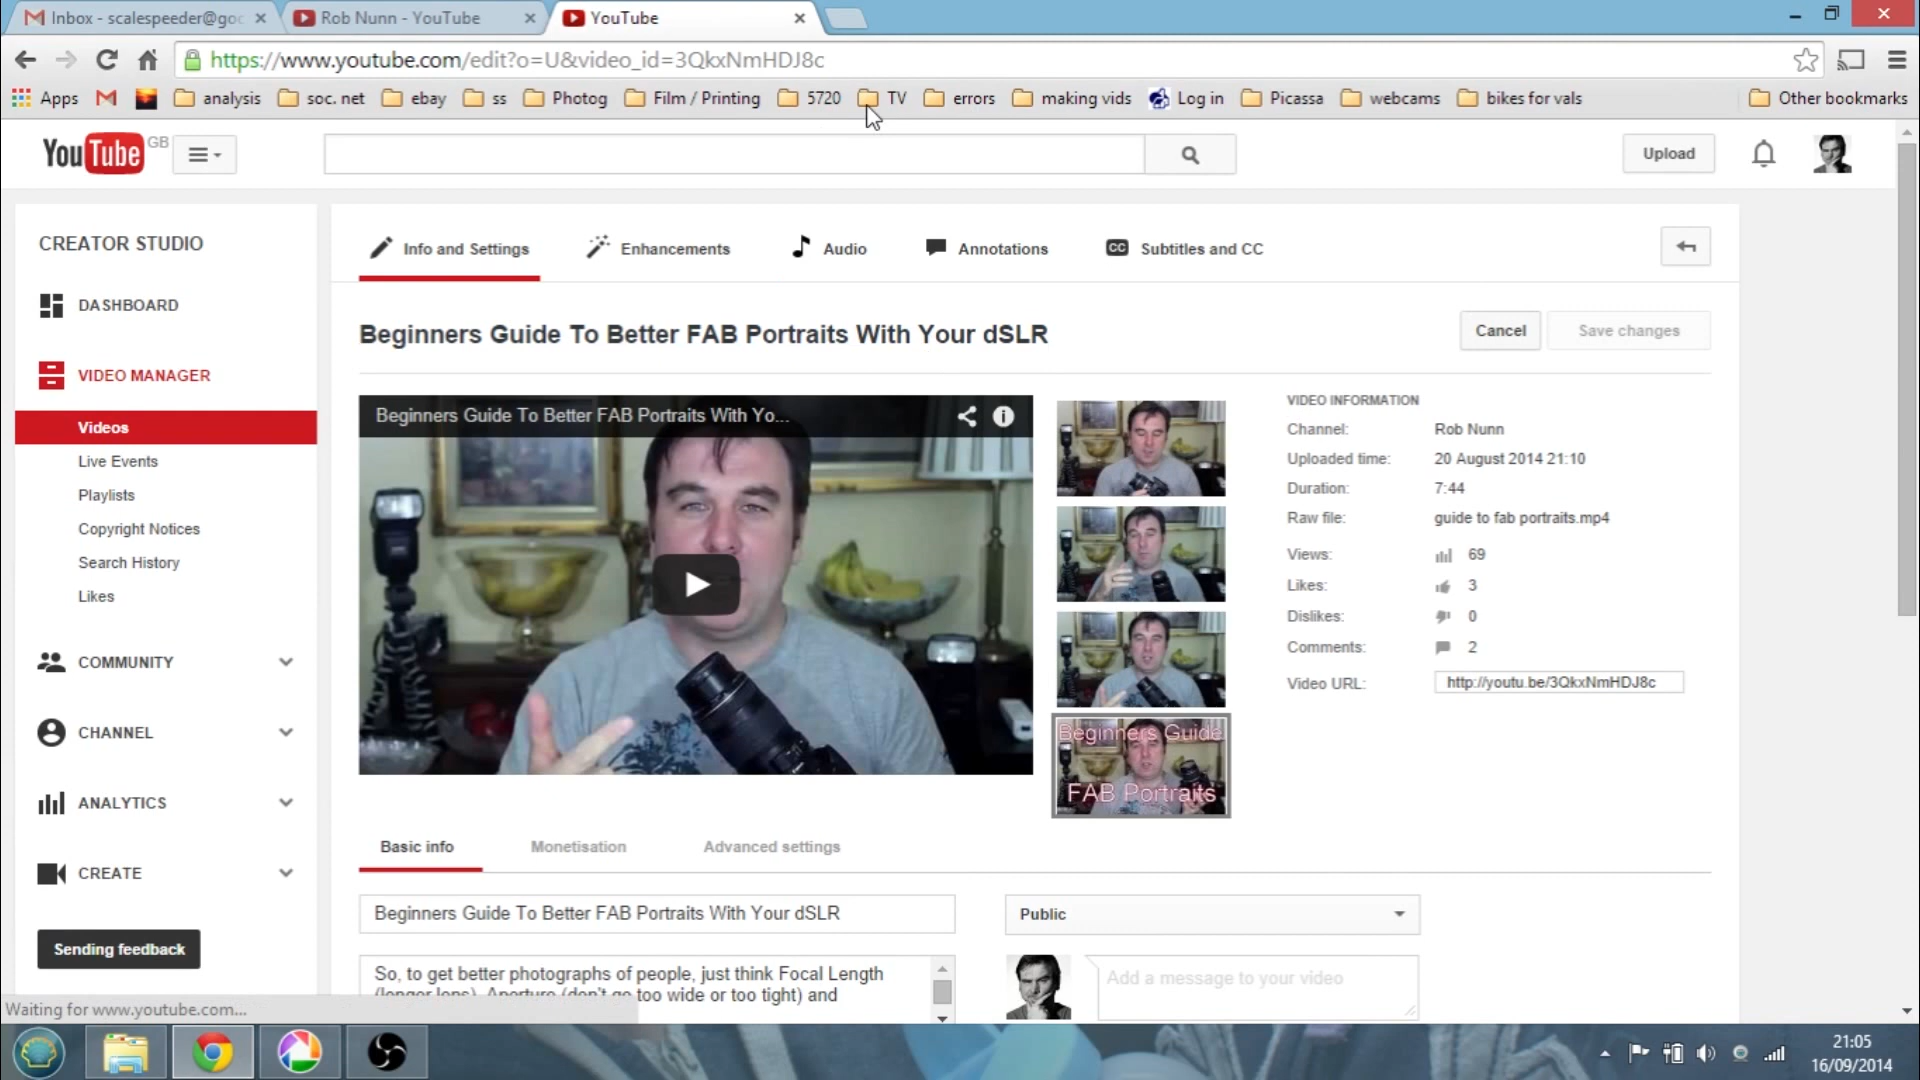 Inbox - scalespeeder@goo
Rob Nunn - YouTube
YouTube
https://www.youtube.com/edit?o=U&video_id=3QkxNmHDJ8c
Apps
analysis
soc. net
ebay
ss
Photog
Film / Printing
5720
TV
errors
making vids
Log in
Picassa
webcams
bikes for vals
Other bookmarks
YouTube GB
Upload
CREATOR STUDIO
DASHBOARD
VIDEO MANAGER
Videos
Live Events
Playlists
Copyright Notices
Search History
Likes
COMMUNITY
CHANNEL
ANALYTICS
CREATE
Sending feedback
Info and Settings
Enhancements
Audio
Annotations
CC Subtitles and CC
Beginners Guide To Better FAB Portraits With Your dSLR
Cancel
Save changes
Beginners Guide To Better FAB Portraits With Yo...
Beginners Guide
FAB Portraits
VIDEO INFORMATION
Channel: Rob Nunn
Uploaded time: 20 August 2014 21:10
Duration: 7:44
Raw file: guide to fab portraits.mp4
Views: 69
Likes: 3
Dislikes: 0
Comments: 2
Video URL: http://youtu.be/3QkxNmHDJ8c
Basic info
Monetisation
Advanced settings
Beginners Guide To Better FAB Portraits With Your dSLR
Public
So, to get better photographs of people, just think Focal Length
(longer lens), Aperture (don't go too wide or too tight) and
Add a message to your video
Waiting for www.youtube.com...
21:05
16/09/2014